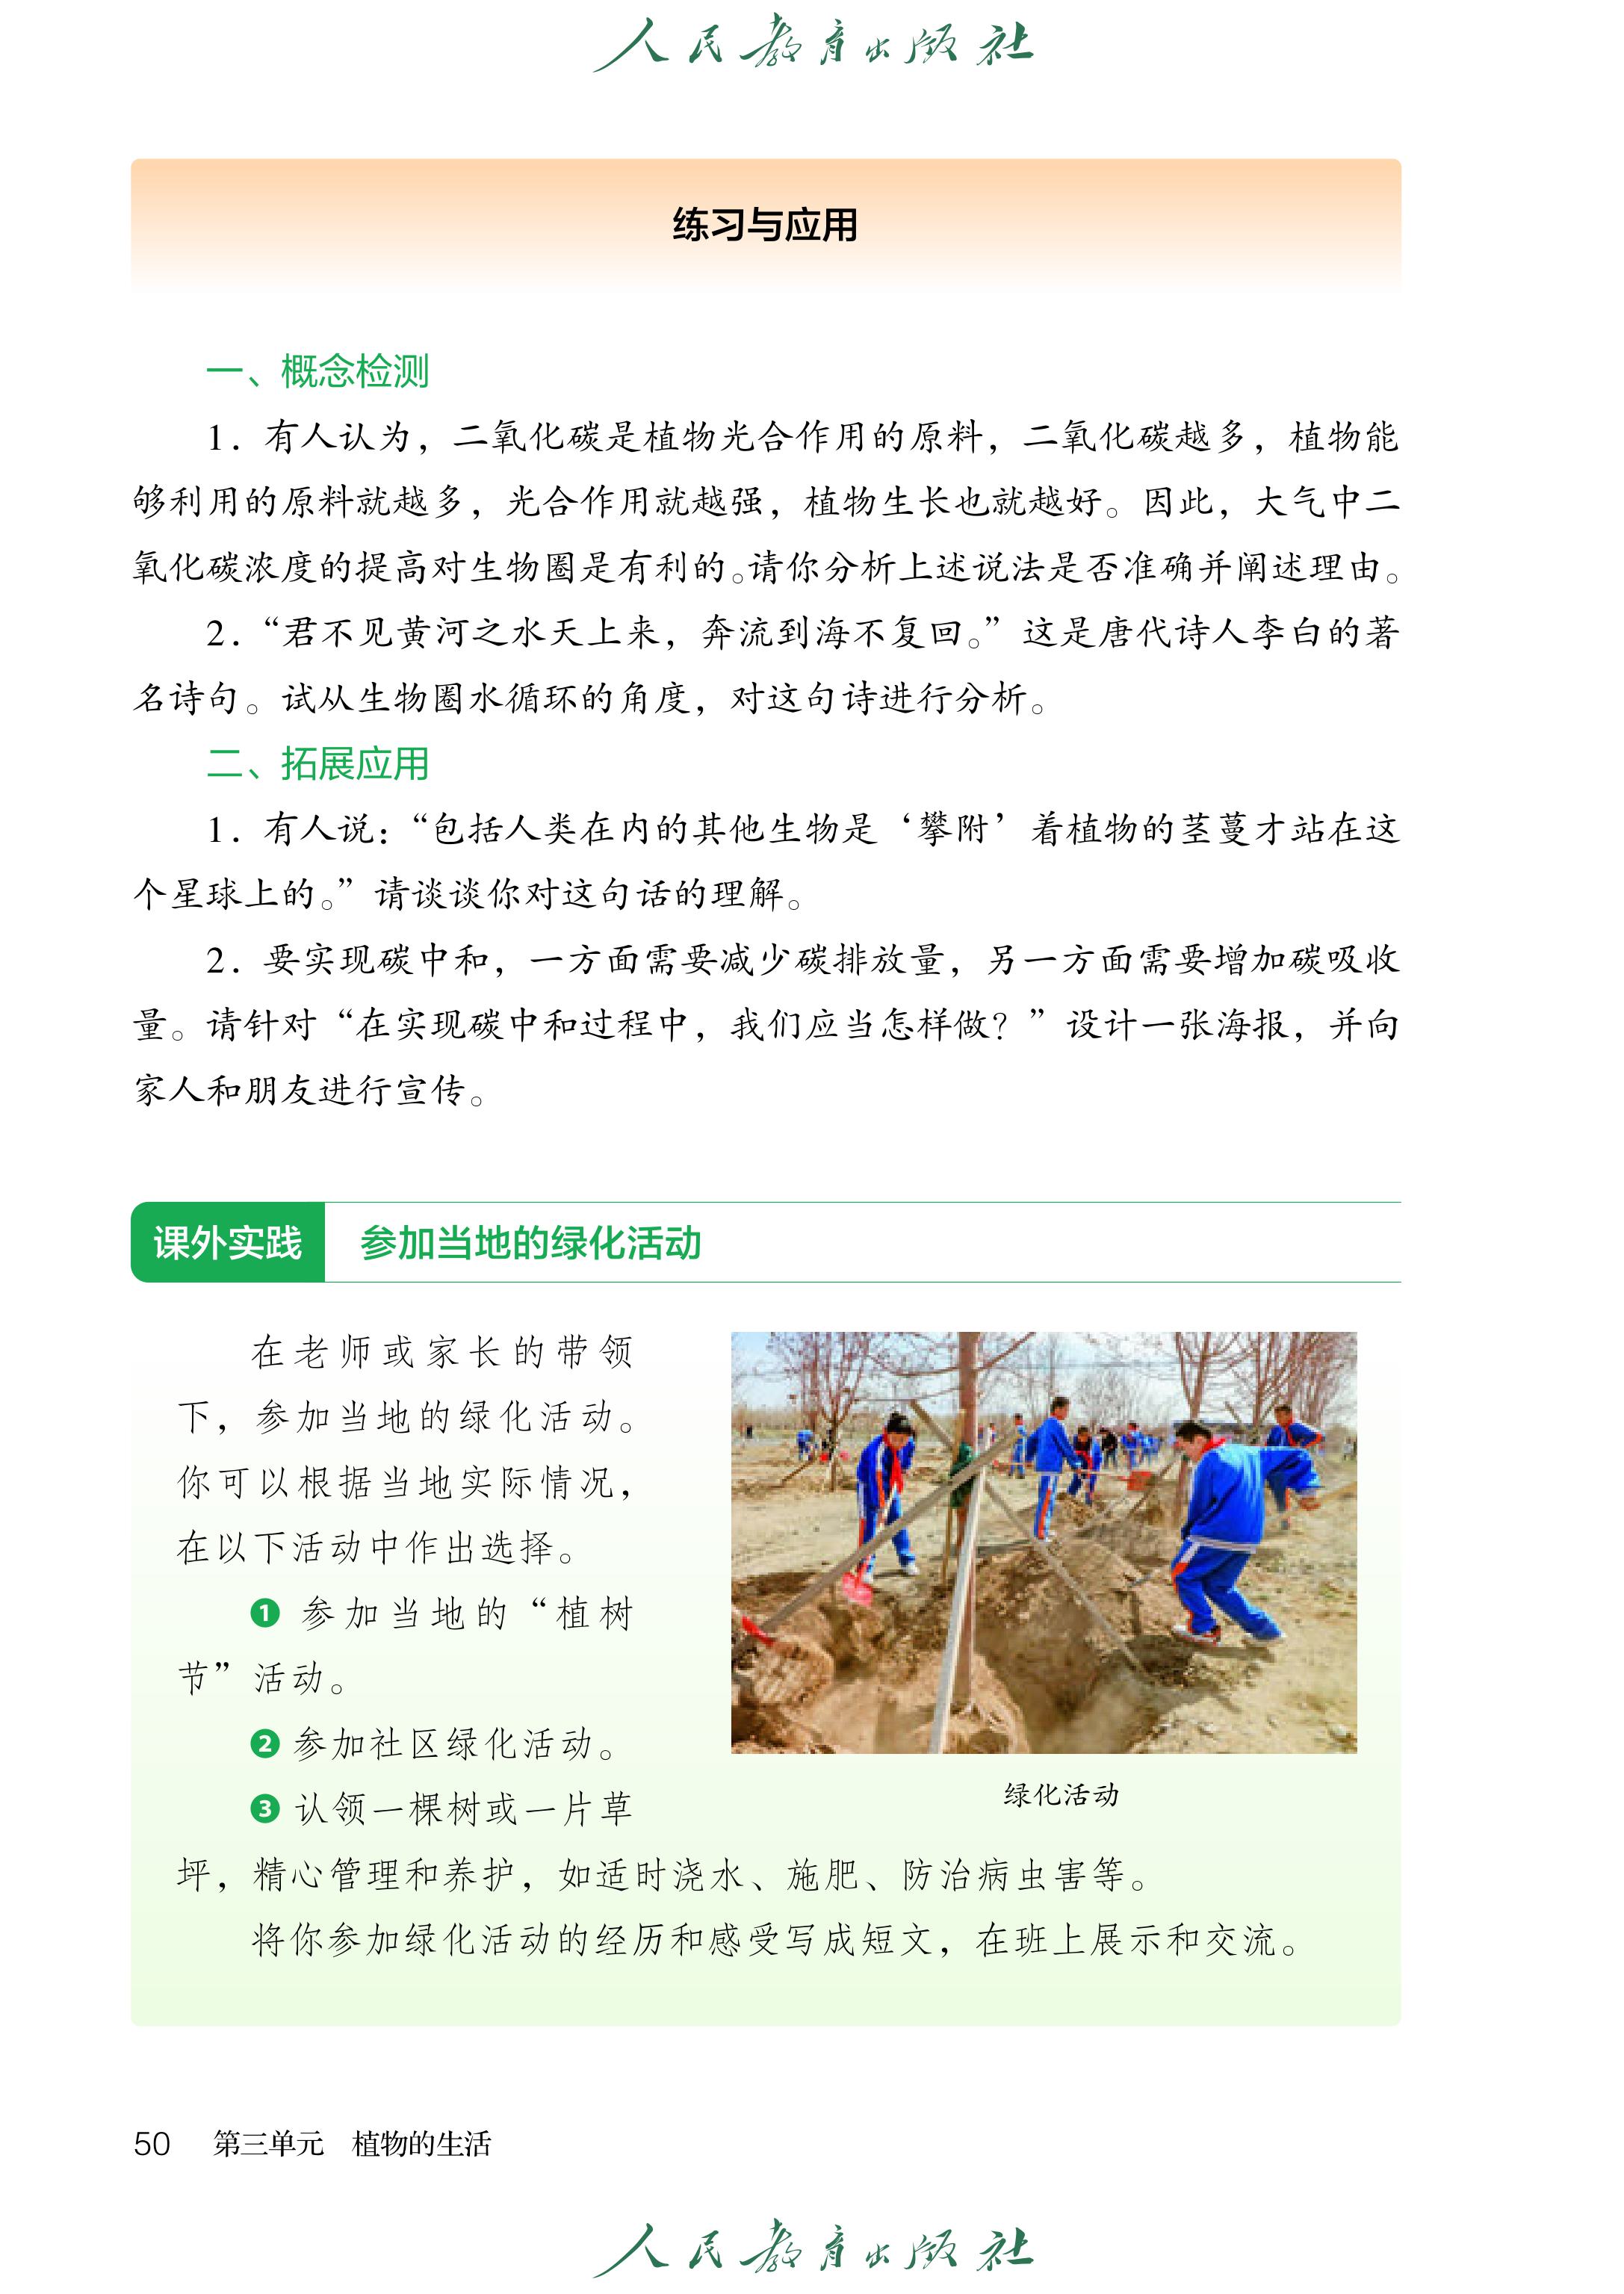 人民教育出版社
练习与应用
一、概念检测
1. 有人认为，二氧化碳是植物光合作用的原料，二氧化碳越多，植物能
够利用的原料就越多，光合作用就越强，植物生长也就越好。因此，大气中二
氧化碳浓度的提高对生物圈是有利的。请你分析上述说法是否准确并阐述理由。
2. “君不见黄河之水天上来，奔流到海不复回。”这是唐代诗人李白的著
名诗句。试从生物圈水循环的角度，对这句诗进行分析。
二、拓展应用
1. 有人说：“包括人类在内的其他生物是‘攀附’着植物的茎蔓才站在这
个星球上的。”请谈谈你对这句话的理解。
2. 要实现碳中和，一方面需要减少碳排放量，另一方面需要增加碳吸收
量。请针对“在实现碳中和过程中，我们应当怎样做？”设计一张海报，并向
家人和朋友进行宣传。
课外实践 参加当地的绿化活动
在老师或家长的带领
下，参加当地的绿化活动。
你可以根据当地实际情况，
在以下活动中作出选择。
❶ 参加当地的“植树
节”活动。
❷ 参加社区绿化活动。
❸ 认领一棵树或一片草
坪，精心管理和养护，如适时浇水、施肥、防治病虫害等。
将你参加绿化活动的经历和感受写成短文，在班上展示和交流。
绿化活动
50 第三单元 植物的生活
人民教育出版社